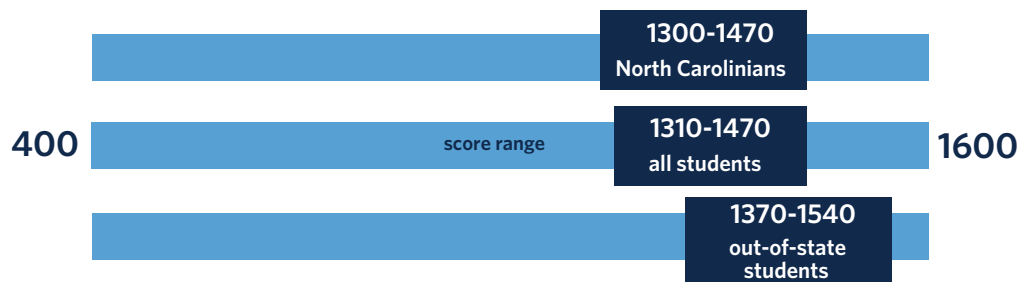 1300-1470
North Carolinians
400
score range
1310-1470
all students
1600
1370-1540
out-of-state
students